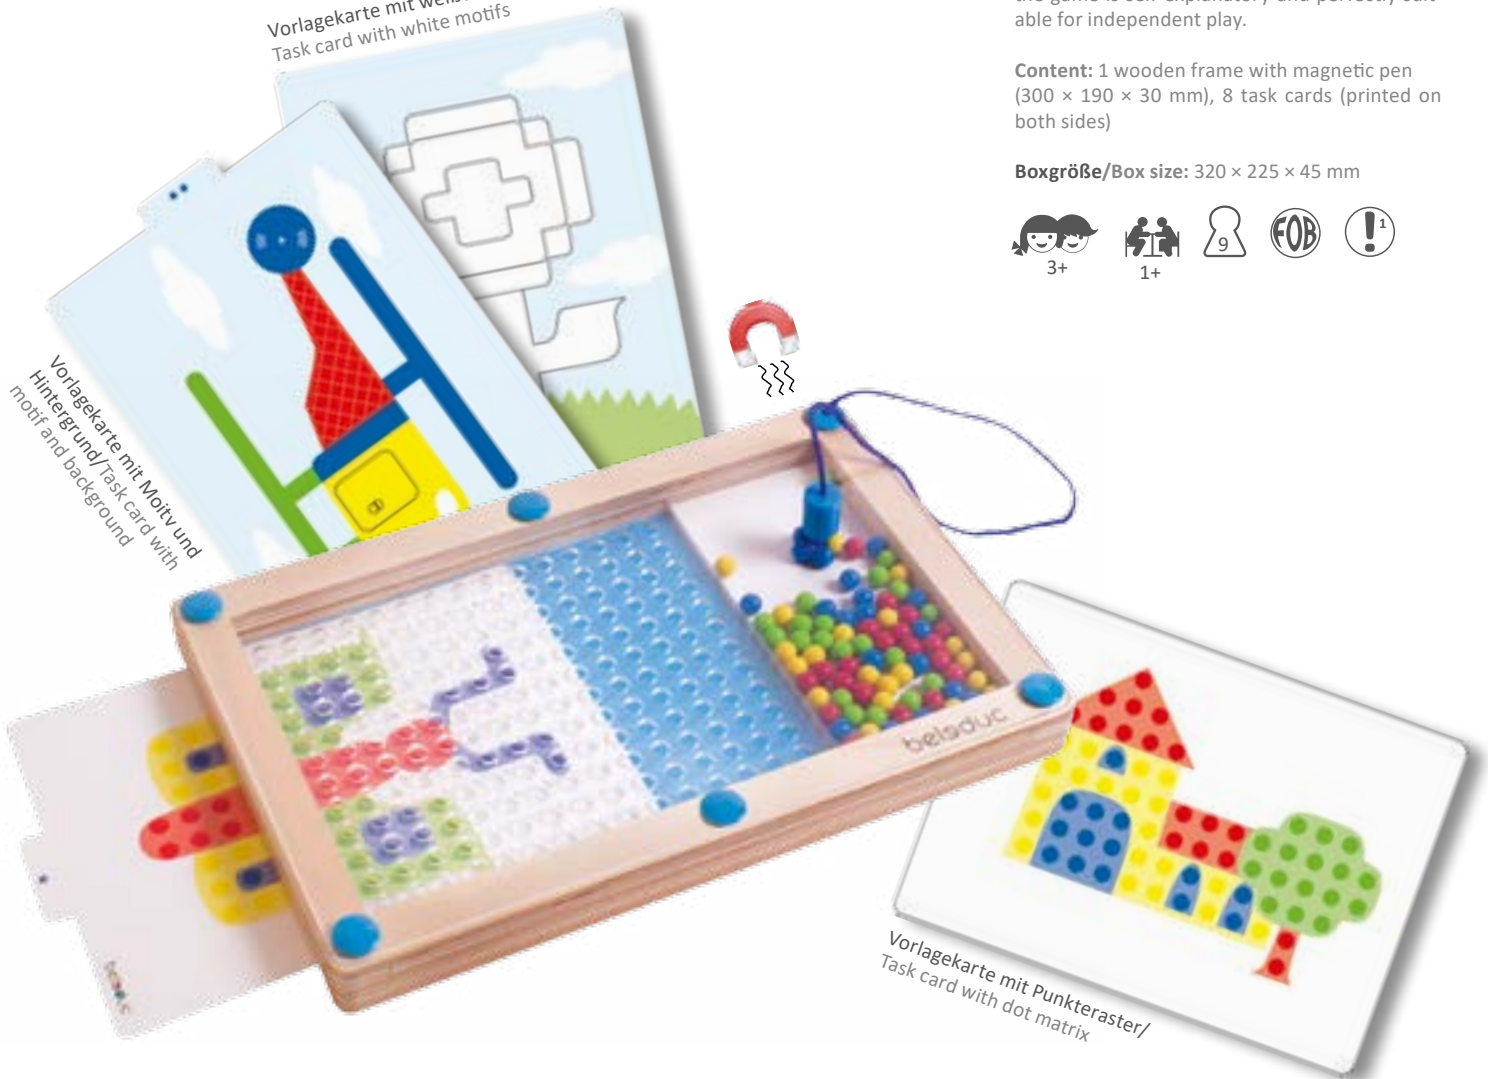 Vorlagekarte mit
Task card with white motifs
able for independent play.
Content: 1 wooden frame with magnetic pen
(300 × 190 × 30 mm), 8 task cards (printed on
both sides)
Boxgröße/Box size: 320 × 225 × 45 mm
3+
1+
9
FOB
! 1
Vorlagekarte mit Moitv und
Hintergrund/Task card with
motif and background
beleduc
Vorlagekarte mit Punkteraster/
Task card with dot matrix